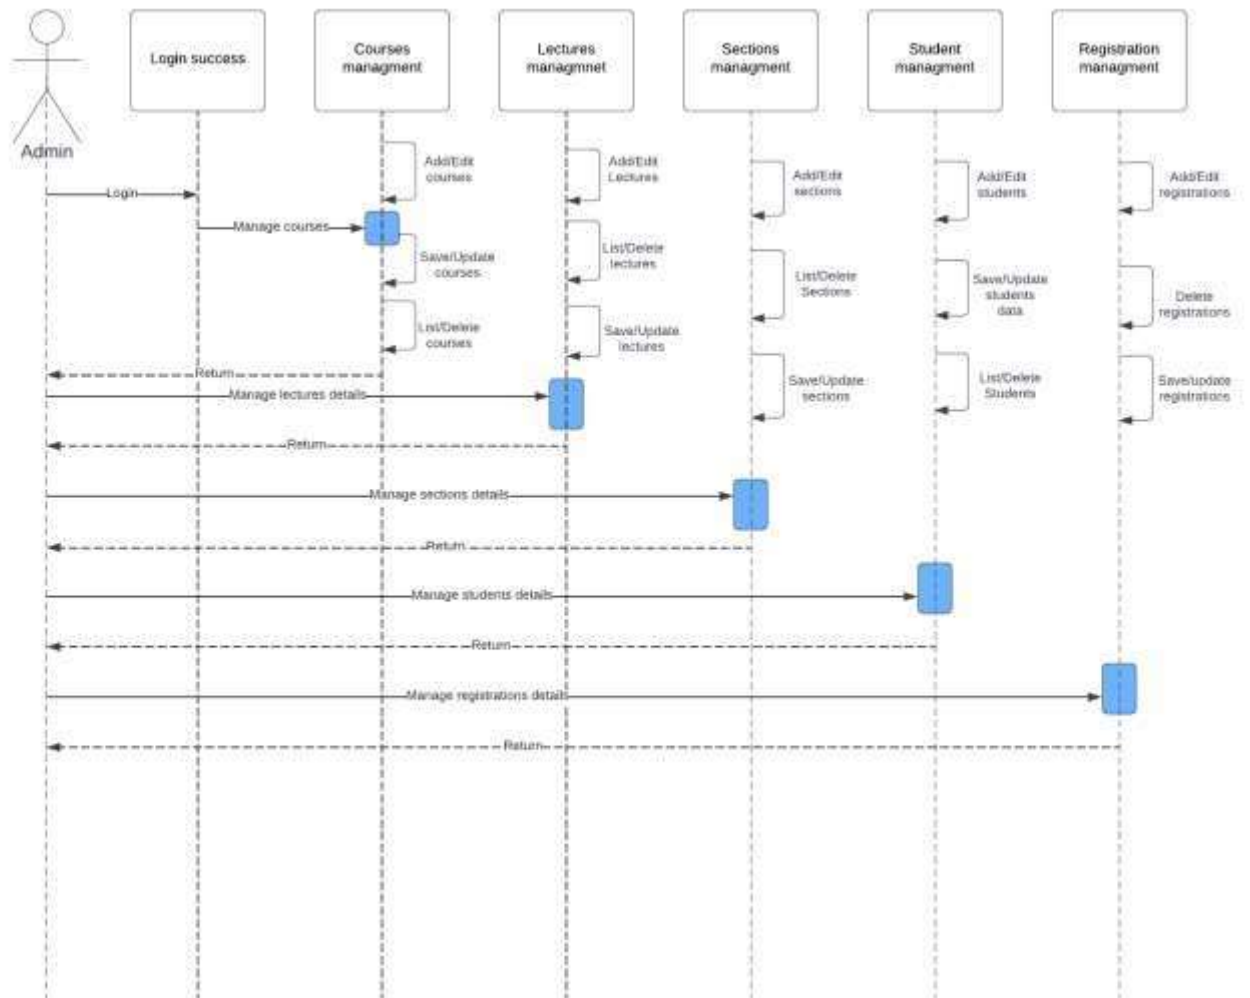 Login success
Courses
managment
Lectures
managmnet
Sections
managment
Student
managment
Registration
managment
Admin
Add/Edit
courses
Add/Edit
Lectures
Add/Edit
sections
Add/Edit
students
Add/Edit
registrations
Login
Manage courses
Save/Update
courses
List/Delete
lectures
List/Delete
Sections
Save/Update
students
data
Delete
registrations
List/Delete
courses
Save/Update
lectures
Return
Manage lectures details
Save/Update
sections
List/Delete
Students
Save/update
registrations
Return
Manage sections details
Return
Manage students details
Return
Manage registrations details
Return